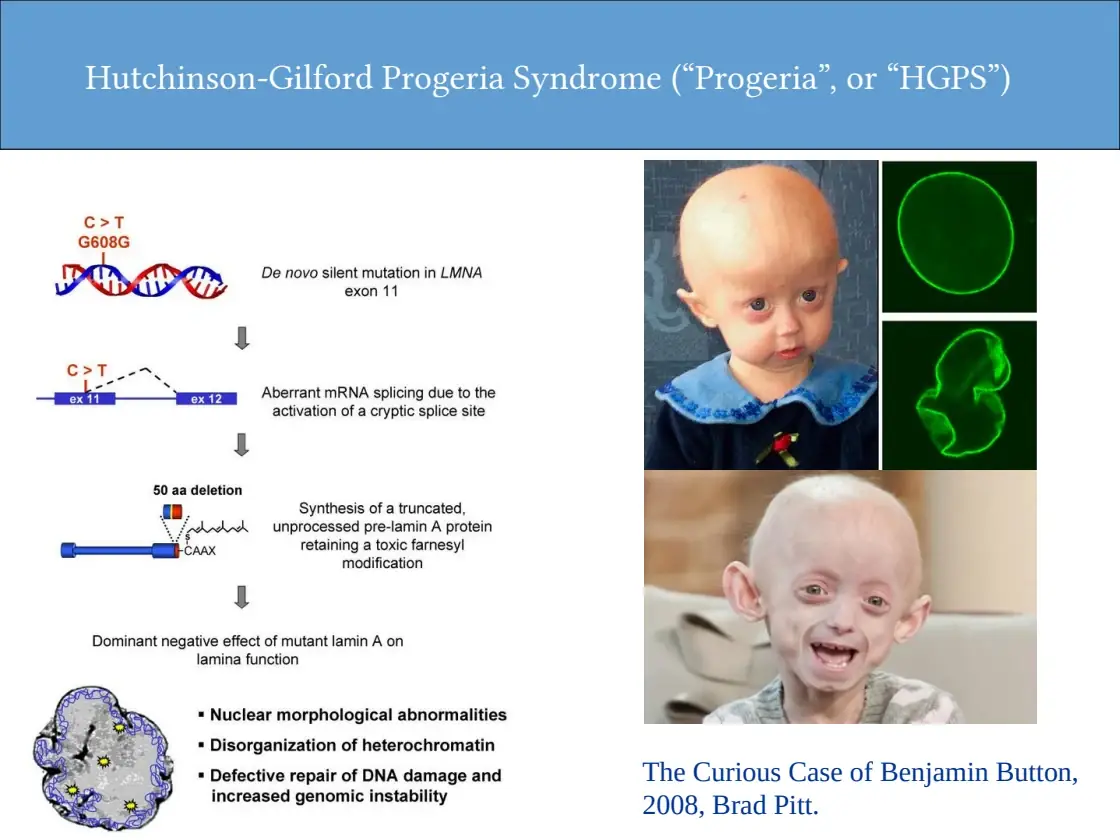 Hutchinson-Gilford Progeria Syndrome (“Progeria”, or “HGPS”)
C > T
G608G
De novo silent mutation in LMNA
exon 11
C > T
ex 11
ex 12
Aberrant mRNA splicing due to the
activation of a cryptic splice site
50 aa deletion
s
CAAX
Synthesis of a truncated,
unprocessed pre-lamin A protein
retaining a toxic farnesyl
modification
Dominant negative effect of mutant lamin A on
lamina function
▪ Nuclear morphological abnormalities
▪ Disorganization of heterochromatin
▪ Defective repair of DNA damage and
increased genomic instability
The Curious Case of Benjamin Button,
2008, Brad Pitt.